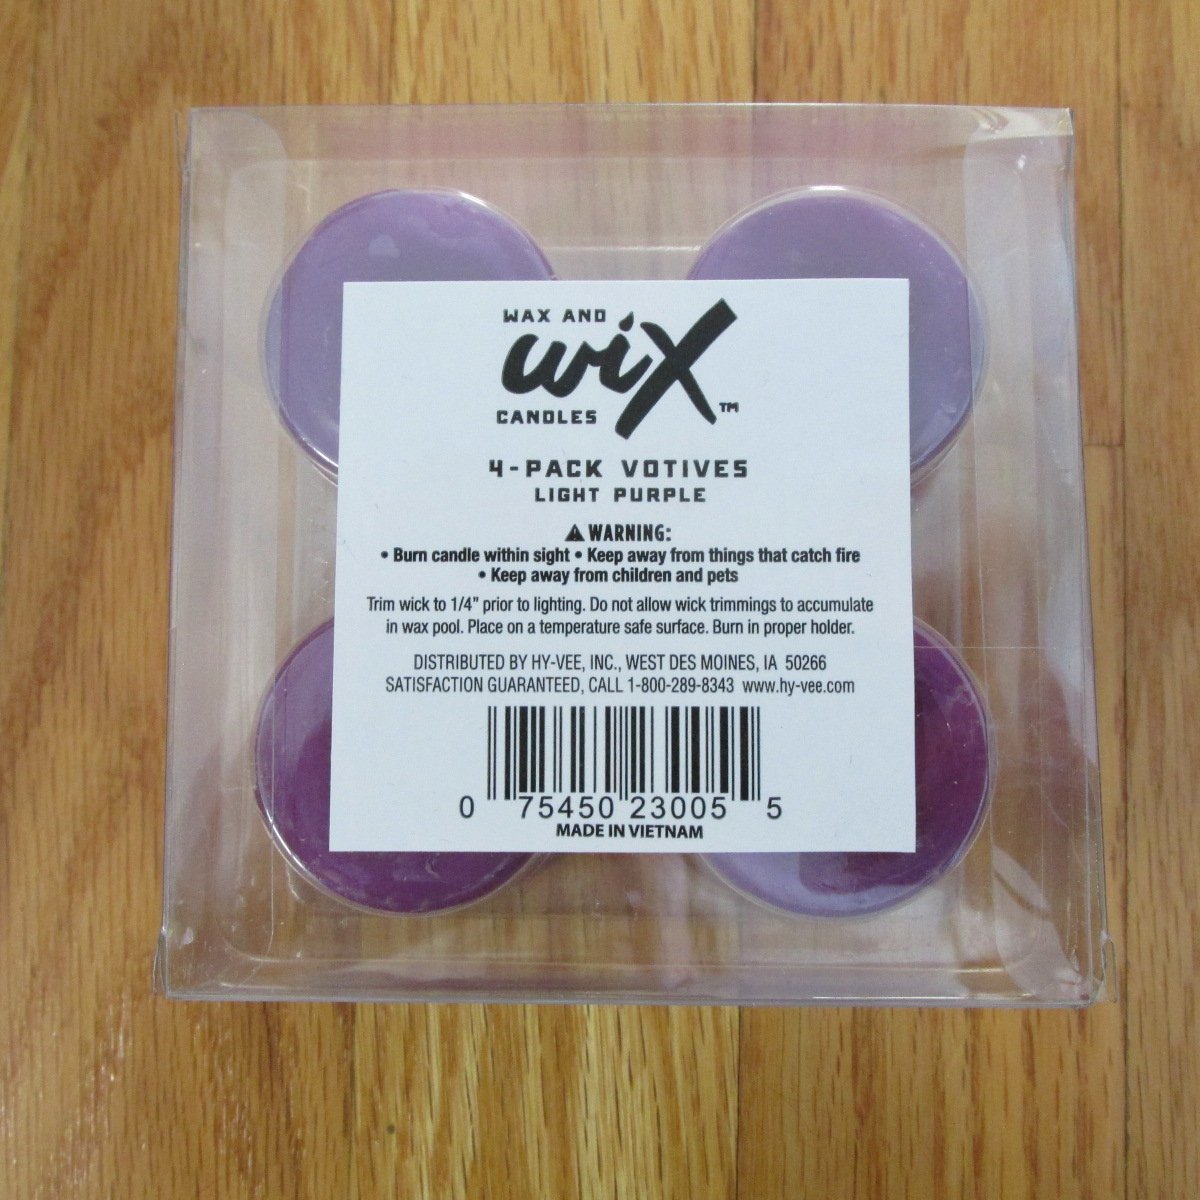 WAX AND
wix™
CANDLES
4-PACK VOTIVES
LIGHT PURPLE
⚠ WARNING:
• Burn candle within sight • Keep away from things that catch fire
• Keep away from children and pets
Trim wick to 1/4" prior to lighting. Do not allow wick trimmings to accumulate
in wax pool. Place on a temperature safe surface. Burn in proper holder.
DISTRIBUTED BY HY-VEE, INC., WEST DES MOINES, IA 50266
SATISFACTION GUARANTEED, CALL 1-800-289-8343 www.hy-vee.com
0 75450 23005 5
MADE IN VIETNAM